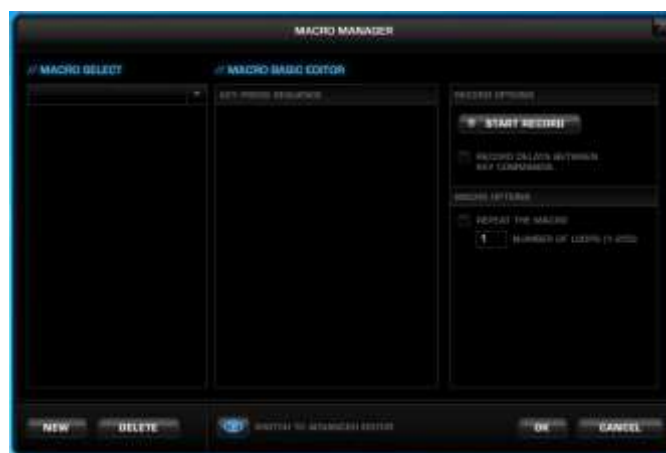 MACRO MANAGER
// MACRO SELECT
// MACRO BASIC EDITOR
KEY PRESS SEQUENCE
RECORD OPTIONS
START RECORD
RECORD DELAYS BETWEEN
KEY COMMANDS
MACRO OPTIONS
REPEAT THE MACRO
1 NUMBER OF LOOPS (1-255)
NEW
DELETE
SWITCH TO ADVANCED EDITOR
OK
CANCEL